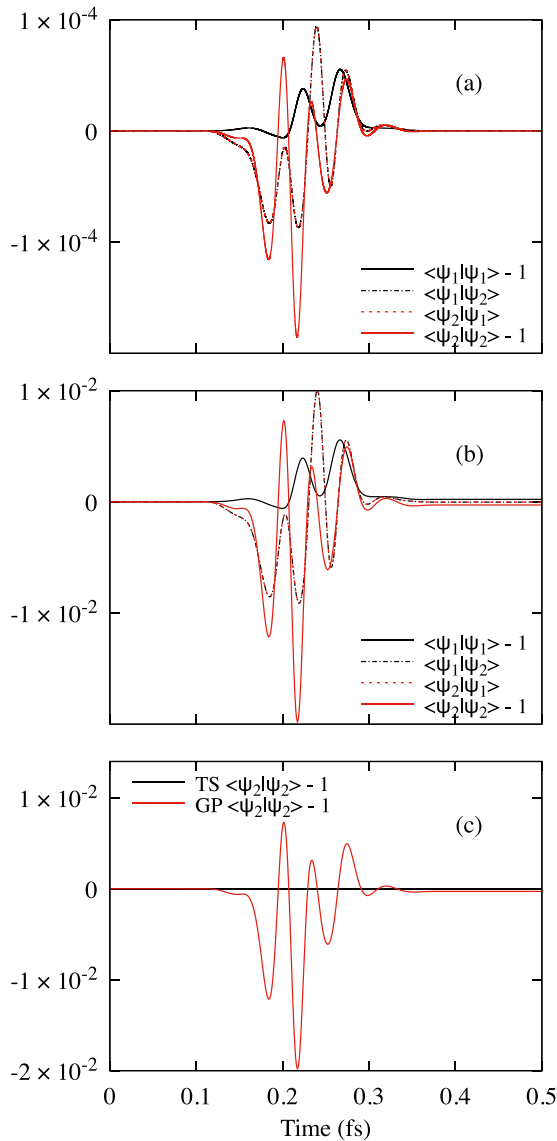 1 × 10⁻⁴
(a)
0
-1 × 10⁻⁴
<ψ₁|ψ₁> - 1
<ψ₁|ψ₂>
<ψ₂|ψ₁>
<ψ₂|ψ₂> - 1
1 × 10⁻²
(b)
0
-1 × 10⁻²
<ψ₁|ψ₁> - 1
<ψ₁|ψ₂>
<ψ₂|ψ₁>
<ψ₂|ψ₂> - 1
TS <ψ₂|ψ₂> - 1
GP <ψ₂|ψ₂> - 1
1 × 10⁻²
(c)
0
-1 × 10⁻²
-2 × 10⁻²
0 0.1 0.2 0.3 0.4 0.5
Time (fs)